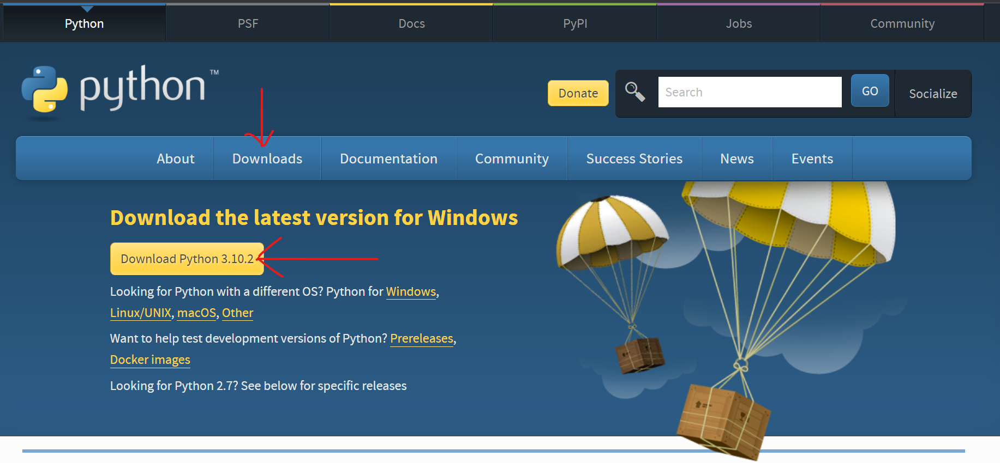 Python PSF Docs PyPI Jobs Community
python™
Donate Search GO Socialize
About Downloads Documentation Community Success Stories News Events
Download the latest version for Windows
Download Python 3.10.2
Looking for Python with a different OS? Python for Windows,
Linux/UNIX, macOS, Other
Want to help test development versions of Python? Prereleases,
Docker images
Looking for Python 2.7? See below for specific releases